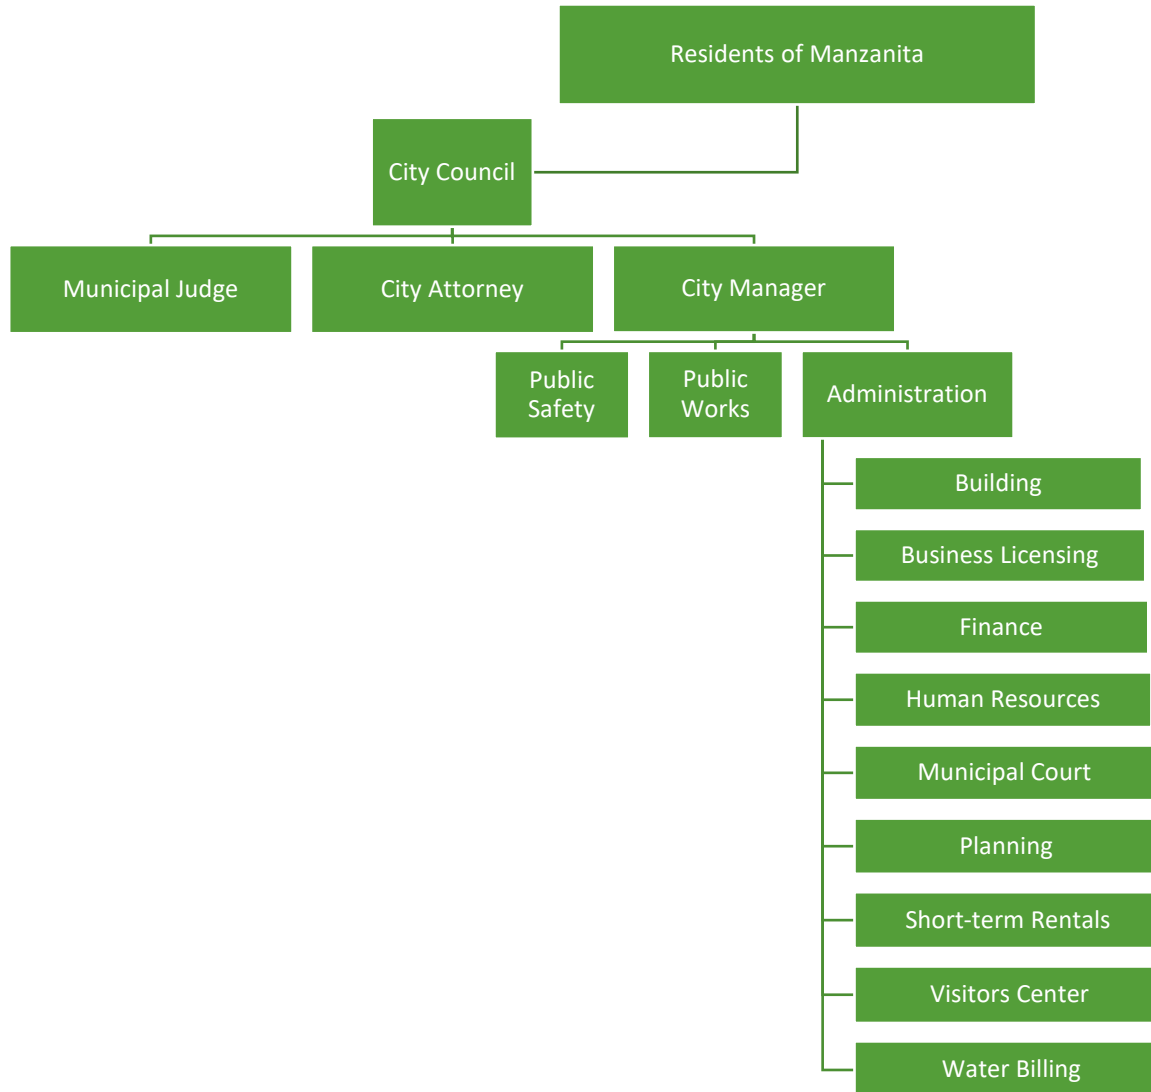 Residents of Manzanita
City Council
Municipal Judge
City Attorney
City Manager
Public
Safety
Public
Works
Administration
Building
Business Licensing
Finance
Human Resources
Municipal Court
Planning
Short-term Rentals
Visitors Center
Water Billing